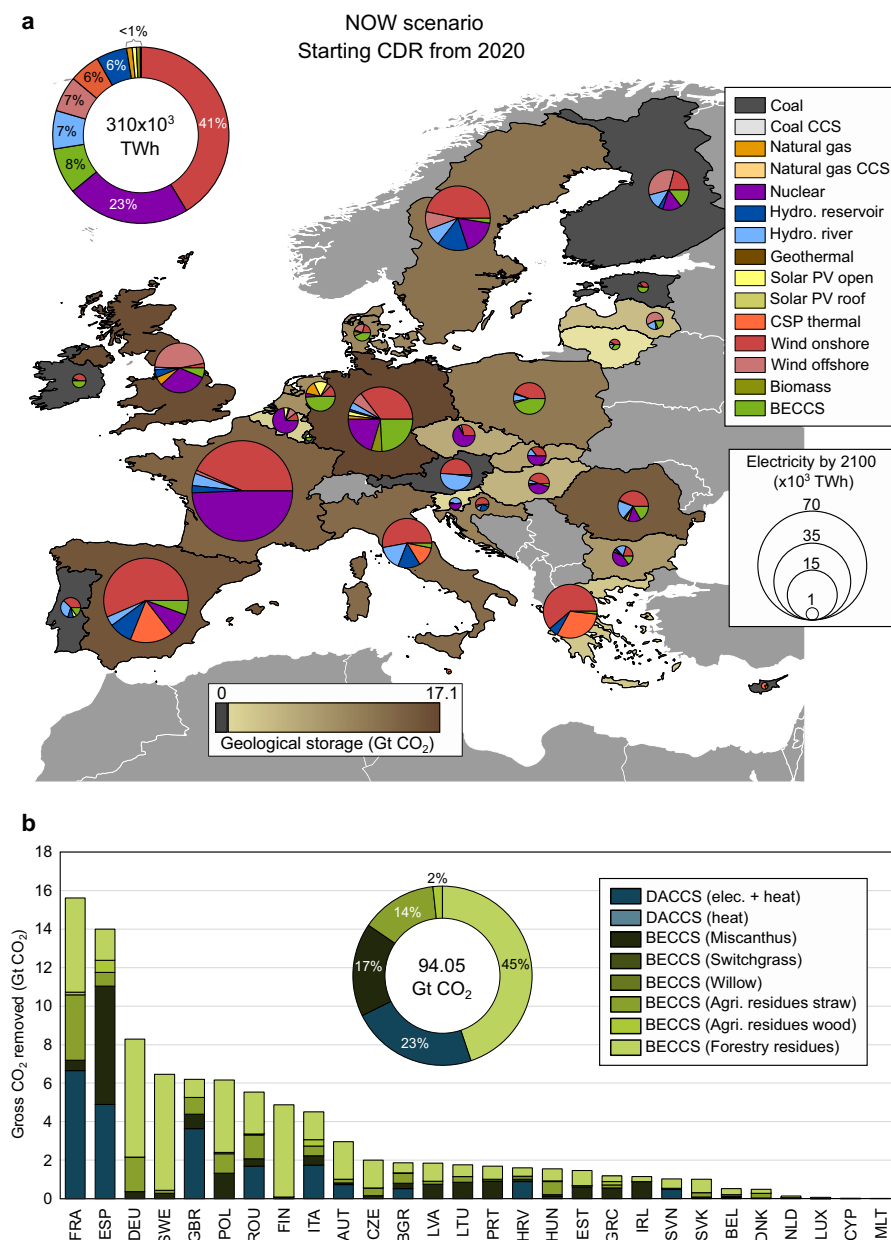 a
NOW scenario
Starting CDR from 2020
<1%
6%
6%
7%
7%
8%
23%
41%
310x10³
TWh
Coal
Coal CCS
Natural gas
Natural gas CCS
Nuclear
Hydro. reservoir
Hydro. river
Geothermal
Solar PV open
Solar PV roof
CSP thermal
Wind onshore
Wind offshore
Biomass
BECCS
Electricity by 2100
(x10³ TWh)
70
35
15
1
0 17.1
Geological storage (Gt CO₂)
b
Gross CO₂ removed (Gt CO₂)
18
16
14
12
10
8
6
4
2
0
2%
14%
17%
23%
45%
94.05
Gt CO₂
DACCS (elec. + heat)
DACCS (heat)
BECCS (Miscanthus)
BECCS (Switchgrass)
BECCS (Willow)
BECCS (Agri. residues straw)
BECCS (Agri. residues wood)
BECCS (Forestry residues)
FRA
ESP
DEU
SWE
GBR
POL
ROU
FIN
ITA
AUT
CZE
BGR
LVA
LTU
PRT
HRV
HUN
EST
GRC
IRL
SVN
SVK
BEL
DNK
NLD
LUX
CYP
MLT